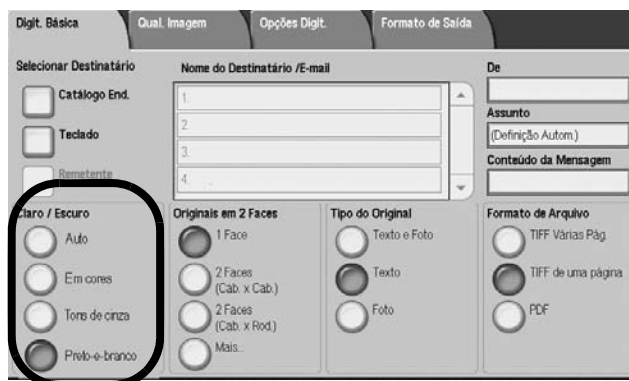 Digit. Básica
Qual. Imagem
Opções Digit.
Formato de Saída
Selecionar Destinatário
Catálogo End.
Teclado
Remetente
Nome do Destinatário /E-mail
1.
2.
3.
4.
De
Assunto
(Definição Autom.)
Conteúdo da Mensagem
Claro / Escuro
Auto
Em cores
Tons de cinza
Preto-e-branco
Originais em 2 Faces
1 Face
2 Faces
(Cab. x Cab.)
2 Faces
(Cab. x Rod.)
Mais...
Tipo do Original
Texto e Foto
Texto
Foto
Formato de Arquivo
TIFF Várias Pág.
TIFF de uma página
PDF